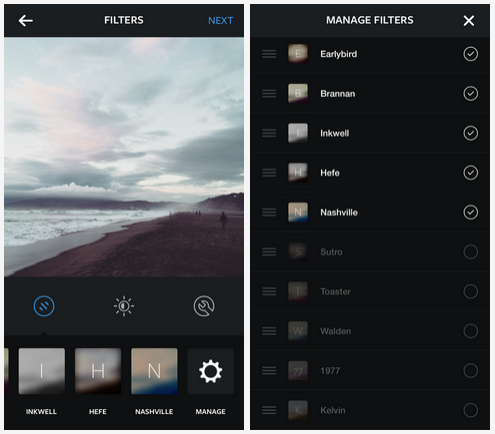 FILTERS
NEXT
I
H
N
INKWELL
HEFE
NASHVILLE
MANAGE
MANAGE FILTERS
E Earlybird
B Brannan
I Inkwell
H Hefe
N Nashville
S Sutro
T Toaster
W Walden
77 1977
K Kelvin